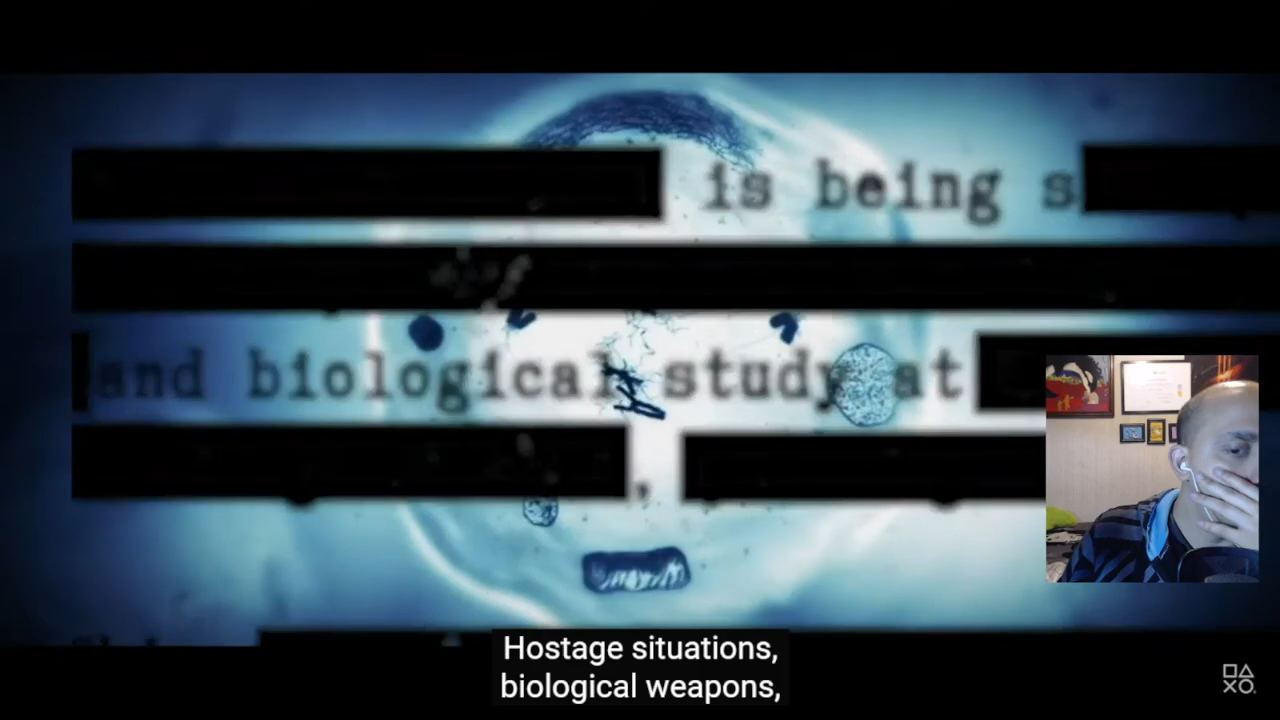 is being s
and biological study at
,
Hostage situations,
biological weapons,